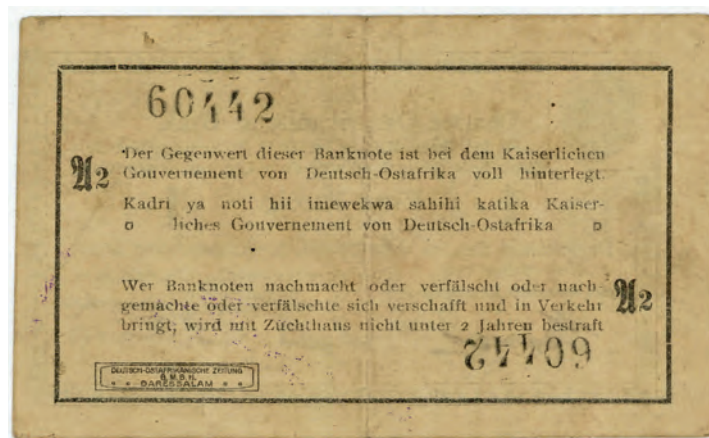 60442
Der Gegenwert dieser Banknote ist bei dem Kaiserlichen
A2 Gouvernement von Deutsch-Ostafrika voll hinterlegt.
Kadri ya noti hii imewekwa sahihi katika Kaiser-
liches Gouvernement von Deutsch-Ostafrika
Wer Banknoten nachmacht oder verfälscht oder nach-
gemachte oder verfälschte sich verschafft und in Verkehr A2
bringt, wird mit Zuchthaus nicht unter 2 Jahren bestraft
60442
DEUTSCH-OSTAFRIKANISCHE ZEITUNG
G.M.B.H.
DARESSALAM